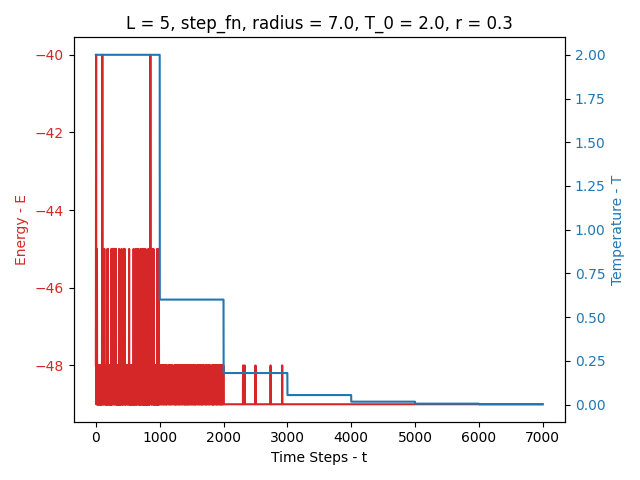 L = 5, step_fn, radius = 7.0, T_0 = 2.0, r = 0.3
−40
−42
−44
−46
−48
Energy - E
2.00
1.75
1.50
1.25
1.00
0.75
0.50
0.25
0.00
Temperature - T
0 1000 2000 3000 4000 5000 6000 7000
Time Steps - t